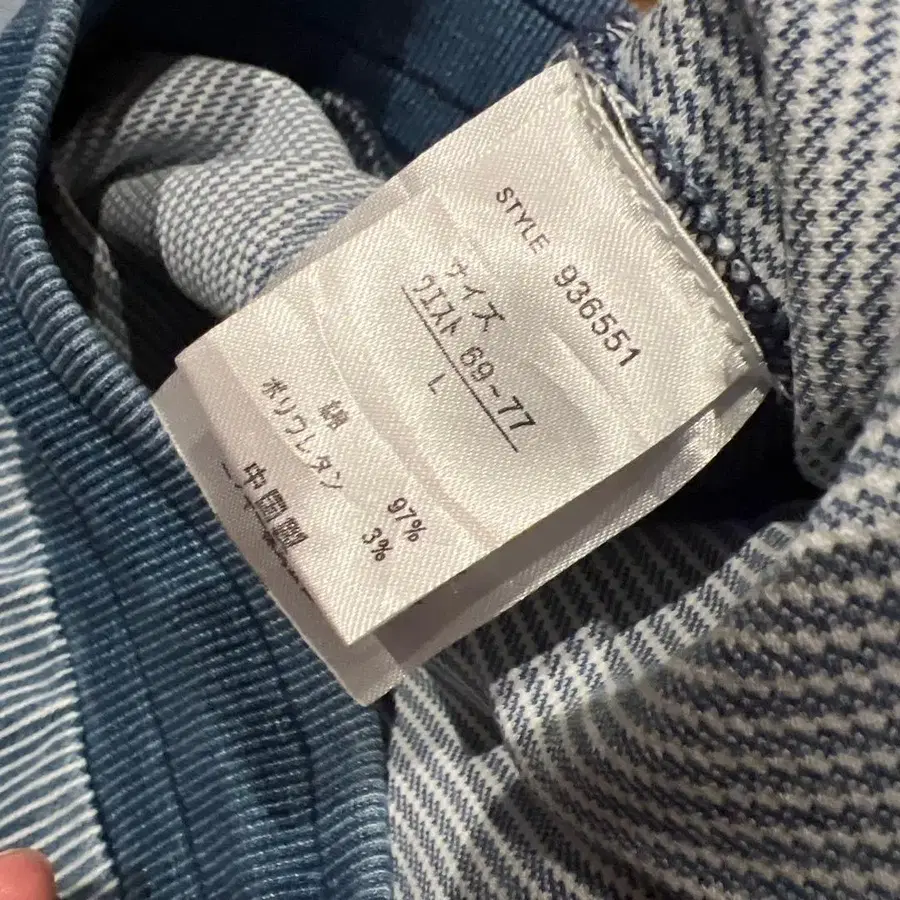 STYLE 936551
サイズ
ウエスト 69~77
L
綿 97%
ポリウレタン 3%
中国製